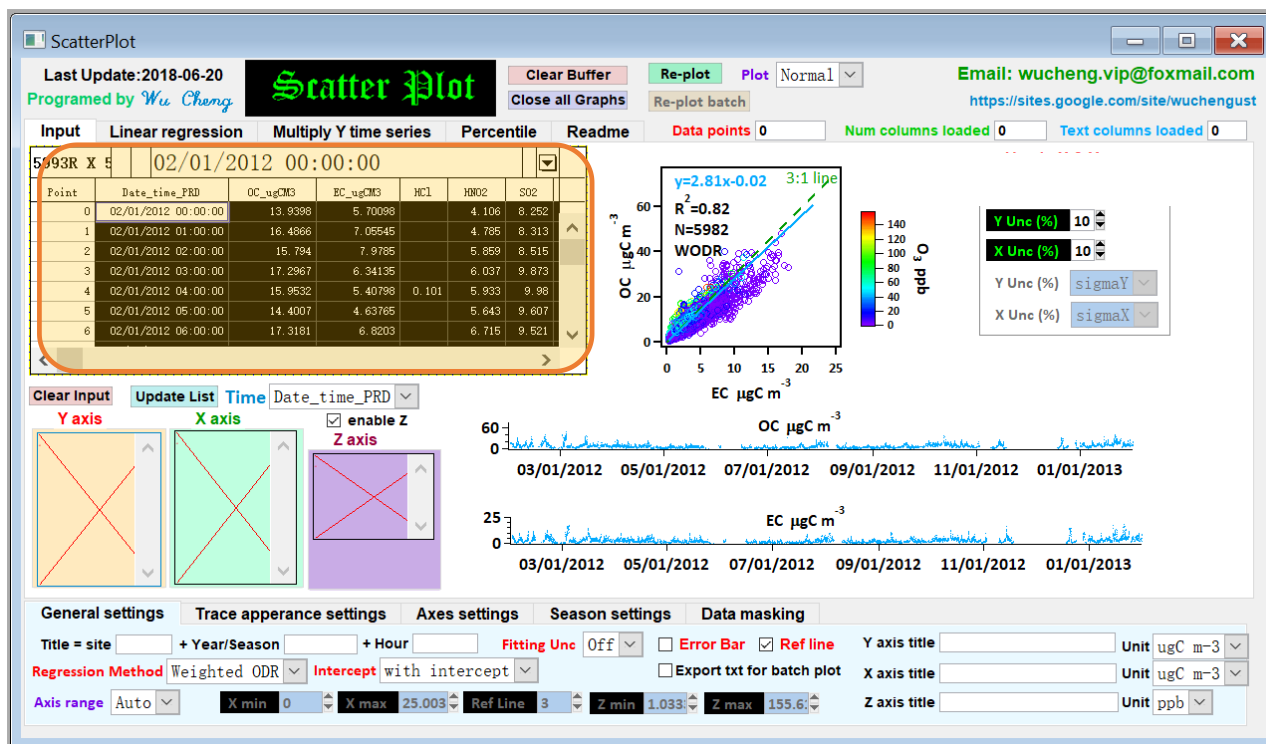 ScatterPlot
Last Update:2018-06-20
Programed by Wu Cheng
Scatter Plot
Clear Buffer
Close all Graphs
Re-plot
Plot Normal
Re-plot batch
Email: wucheng.vip@foxmail.com
https://sites.google.com/site/wuchengust
Input Linear regression Multiply Y time series Percentile Readme
Data points 0
Num columns loaded 0
Text columns loaded 0
5993R X 5
02/01/2012 00:00:00
Point Date_time_PRD OC_ugCM3 EC_ugCM3 HCl HNO2 SO2
0 02/01/2012 00:00:00 13.9398 5.70098 4.106 8.252
1 02/01/2012 01:00:00 16.4866 7.05545 4.785 8.313
2 02/01/2012 02:00:00 15.794 7.9785 5.859 8.515
3 02/01/2012 03:00:00 17.2967 6.34135 6.037 9.873
4 02/01/2012 04:00:00 15.9532 5.40798 0.101 5.933 9.98
5 02/01/2012 05:00:00 14.4007 4.63765 5.643 9.607
6 02/01/2012 06:00:00 17.3181 6.8203 6.715 9.521
y=2.81x-0.02 3:1 line
R²=0.82
N=5982
WODR
OC μgC m⁻³
60
40
20
0
0 5 10 15 20 25
EC μgC m⁻³
140
120
100
80
60
40
20
0
O₃ ppb
Y Unc (%) 10
X Unc (%) 10
Y Unc (%) sigmaY
X Unc (%) sigmaX
Clear Input Update List Time Date_time_PRD
Y axis X axis enable Z
Z axis
OC μgC m⁻³
60
0
03/01/2012 05/01/2012 07/01/2012 09/01/2012 11/01/2012 01/01/2013
EC μgC m⁻³
25
0
03/01/2012 05/01/2012 07/01/2012 09/01/2012 11/01/2012 01/01/2013
General settings Trace apperance settings Axes settings Season settings Data masking
Title = site + Year/Season + Hour Fitting Unc Off Error Bar Ref line Y axis title Unit ugC m-3
Regression Method Weighted ODR Intercept with intercept Export txt for batch plot X axis title Unit ugC m-3
Axis range Auto X min 0 X max 25.003 Ref Line 3 Z min 1.033 Z max 155.6 Z axis title Unit ppb